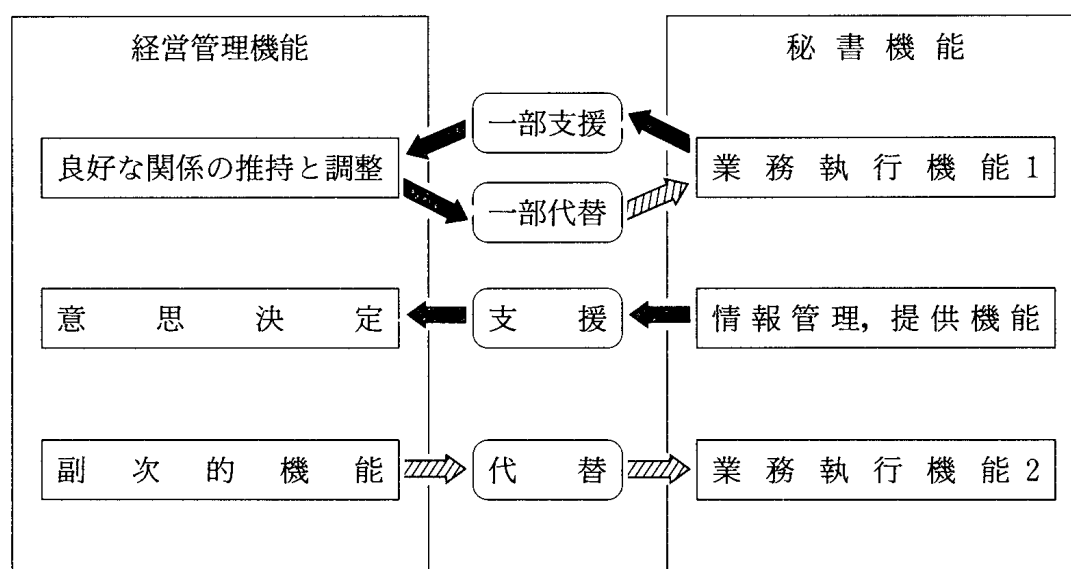 経営管理機能
秘書機能
一部支援
良好な関係の推持と調整
業務執行機能1
一部代替
意思決定
支援
情報管理,提供機能
副次的機能
代替
業務執行機能2